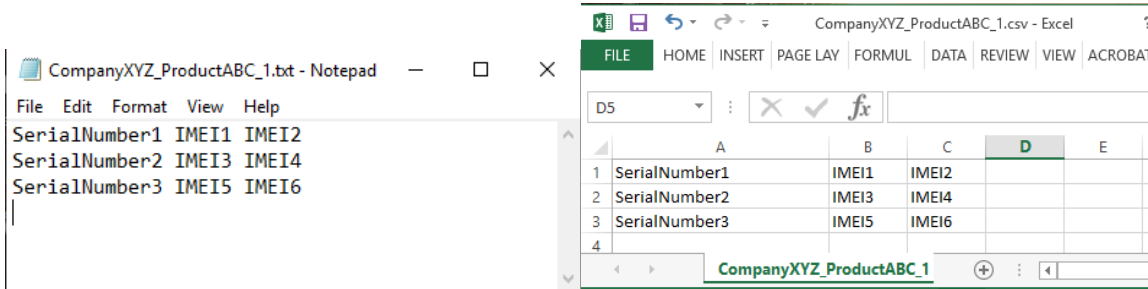 CompanyXYZ_ProductABC_1.txt - Notepad
File Edit Format View Help
SerialNumber1 IMEI1 IMEI2
SerialNumber2 IMEI3 IMEI4
SerialNumber3 IMEI5 IMEI6
CompanyXYZ_ProductABC_1.csv - Excel
FILE HOME INSERT PAGE LAY FORMUL DATA REVIEW VIEW ACROBAT
D5 fx
A B C D E
1 SerialNumber1 IMEI1 IMEI2
2 SerialNumber2 IMEI3 IMEI4
3 SerialNumber3 IMEI5 IMEI6
4
CompanyXYZ_ProductABC_1